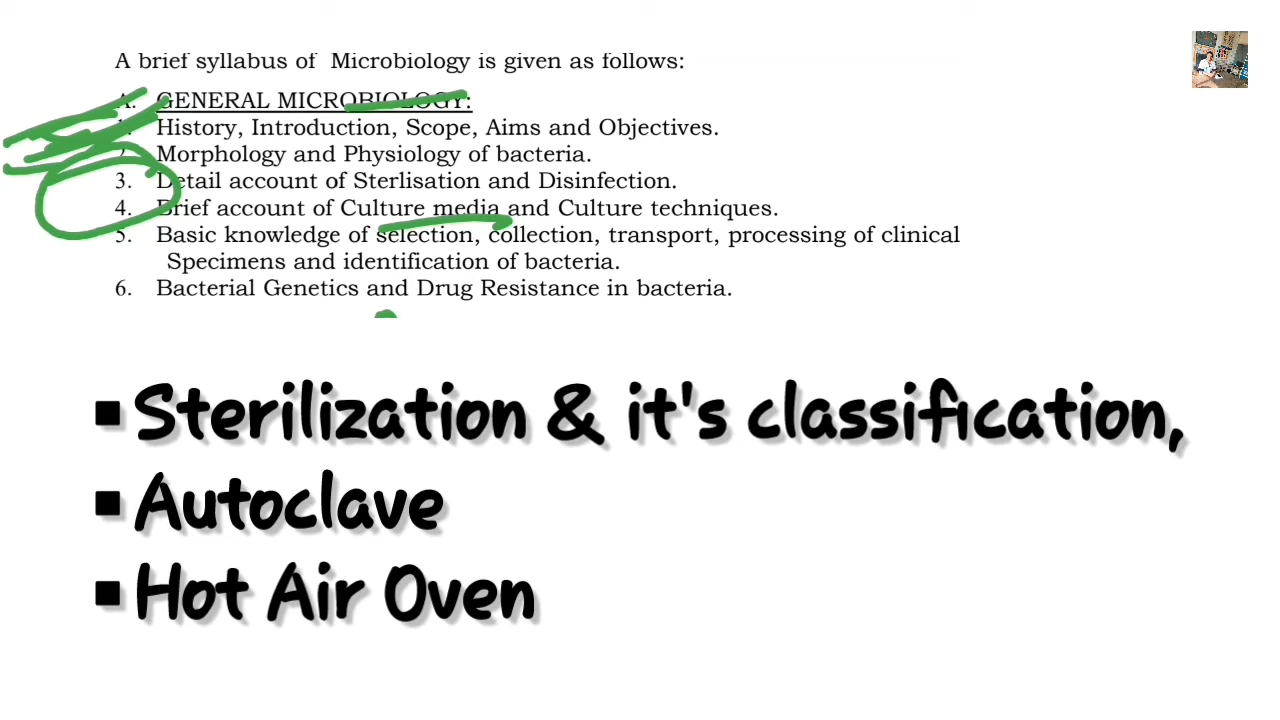 A brief syllabus of Microbiology is given as follows:
A. GENERAL MICROBIOLOGY:
1. History, Introduction, Scope, Aims and Objectives.
2. Morphology and Physiology of bacteria.
3. Detail account of Sterlisation and Disinfection.
4. Brief account of Culture media and Culture techniques.
5. Basic knowledge of selection, collection, transport, processing of clinical
Specimens and identification of bacteria.
6. Bacterial Genetics and Drug Resistance in bacteria.
▪Sterilization & it's classification,
▪Autoclave
▪Hot Air Oven